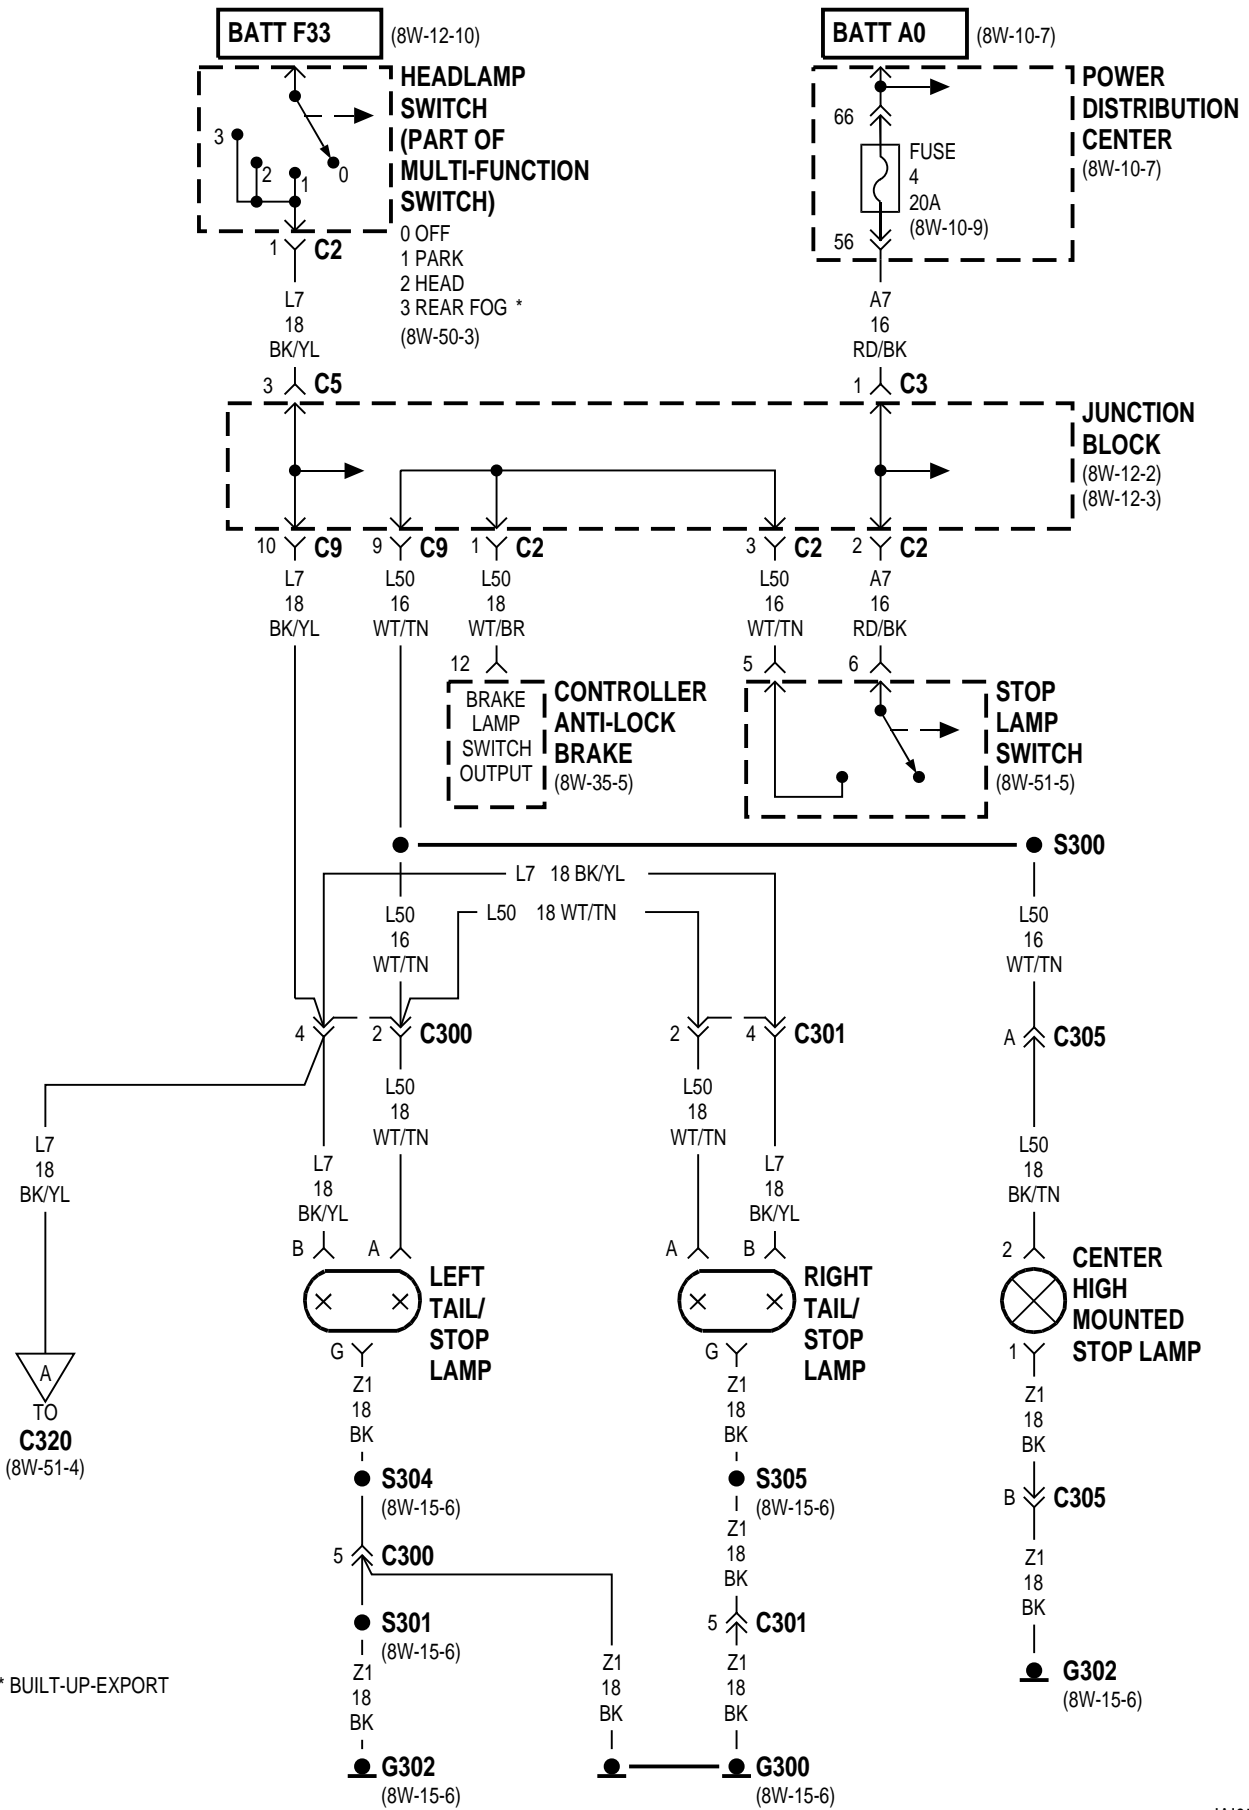 BATT F33
(8W-12-10)
BATT A0
(8W-10-7)
HEADLAMP
SWITCH
(PART OF
MULTI-FUNCTION
SWITCH)
0 OFF
1 PARK
2 HEAD
3 REAR FOG *
(8W-50-3)
3
2
1
0
1
C2
POWER
DISTRIBUTION
CENTER
(8W-10-7)
66
FUSE
4
20A
(8W-10-9)
56
L7
18
BK/YL
A7
16
RD/BK
3
C5
1
C3
JUNCTION
BLOCK
(8W-12-2)
(8W-12-3)
10
C9
9
C9
1
C2
3
C2
2
C2
L7
18
BK/YL
L50
16
WT/TN
L50
18
WT/BR
L50
16
WT/TN
A7
16
RD/BK
12
5
6
BRAKE
LAMP
SWITCH
OUTPUT
CONTROLLER
ANTI-LOCK
BRAKE
(8W-35-5)
STOP
LAMP
SWITCH
(8W-51-5)
S300
L7 18 BK/YL
L50 18 WT/TN
L50
16
WT/TN
L50
16
WT/TN
4
2
C300
2
4
C301
A
C305
L50
18
WT/TN
L50
18
WT/TN
L7
18
BK/YL
L7
18
BK/YL
L7
18
BK/YL
L50
18
BK/TN
B
A
A
B
2
LEFT
TAIL/
STOP
LAMP
RIGHT
TAIL/
STOP
LAMP
CENTER
HIGH
MOUNTED
STOP LAMP
G
G
1
A
TO
C320
(8W-51-4)
Z1
18
BK
Z1
18
BK
Z1
18
BK
S304
(8W-15-6)
S305
(8W-15-6)
B
C305
Z1
18
BK
5
C300
Z1
18
BK
S301
(8W-15-6)
5
C301
Z1
18
BK
Z1
18
BK
Z1
18
BK
G302
(8W-15-6)
* BUILT-UP-EXPORT
G302
(8W-15-6)
G300
(8W-15-6)